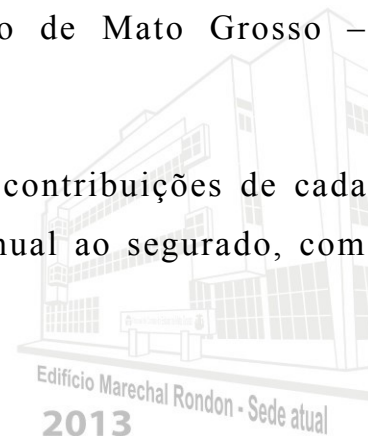 o de Mato Grosso –
contribuições de cada
nual ao segurado, com
Edifício Marechal Rondon - Sede atual
2013